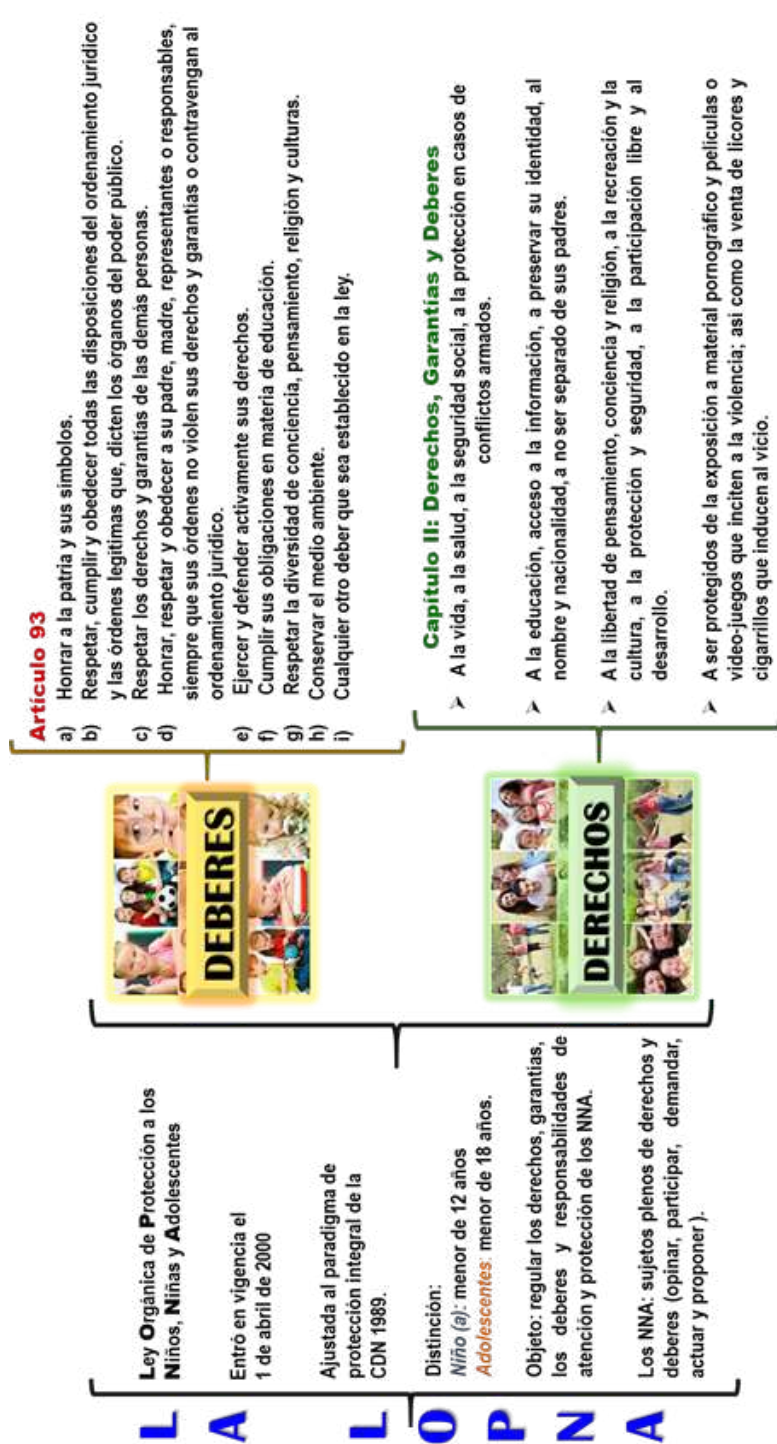 LA LOPNA
Ley Orgánica de Protección a los
Niños, Niñas y Adolescentes
Entró en vigencia el
1 de abril de 2000
Ajustada al paradigma de
protección integral de la
CDN 1989.
Distinción:
Niño (a): menor de 12 años
Adolescentes: menor de 18 años.
Objeto: regular los derechos, garantías,
los deberes y responsabilidades de
atención y protección de los NNA.
Los NNA: sujetos plenos de derechos y
deberes (opinar, participar, demandar,
actuar y proponer ).
DEBERES
Artículo 93
a) Honrar a la patria y sus símbolos.
b) Respetar, cumplir y obedecer todas las disposiciones del ordenamiento jurídico
y las órdenes legítimas que, dicten los órganos del poder público.
c) Respetar los derechos y garantías de las demás personas.
d) Honrar, respetar y obedecer a su padre, madre, representantes o responsables,
siempre que sus órdenes no violen sus derechos y garantías o contravengan al
ordenamiento jurídico.
e) Ejercer y defender activamente sus derechos.
f) Cumplir sus obligaciones en materia de educación.
g) Respetar la diversidad de conciencia, pensamiento, religión y culturas.
h) Conservar el medio ambiente.
i) Cualquier otro deber que sea establecido en la ley.
DERECHOS
Capítulo II: Derechos, Garantías y Deberes
➢ A la vida, a la salud, a la seguridad social, a la protección en casos de
conflictos armados.
➢ A la educación, acceso a la información, a preservar su identidad, al
nombre y nacionalidad, a no ser separado de sus padres.
➢ A la libertad de pensamiento, conciencia y religión, a la recreación y la
cultura, a la protección y seguridad, a la participación libre y al
desarrollo.
➢ A ser protegidos de la exposición a material pornográfico y películas o
video-juegos que inciten a la violencia; así como la venta de licores y
cigarrillos que inducen al vicio.